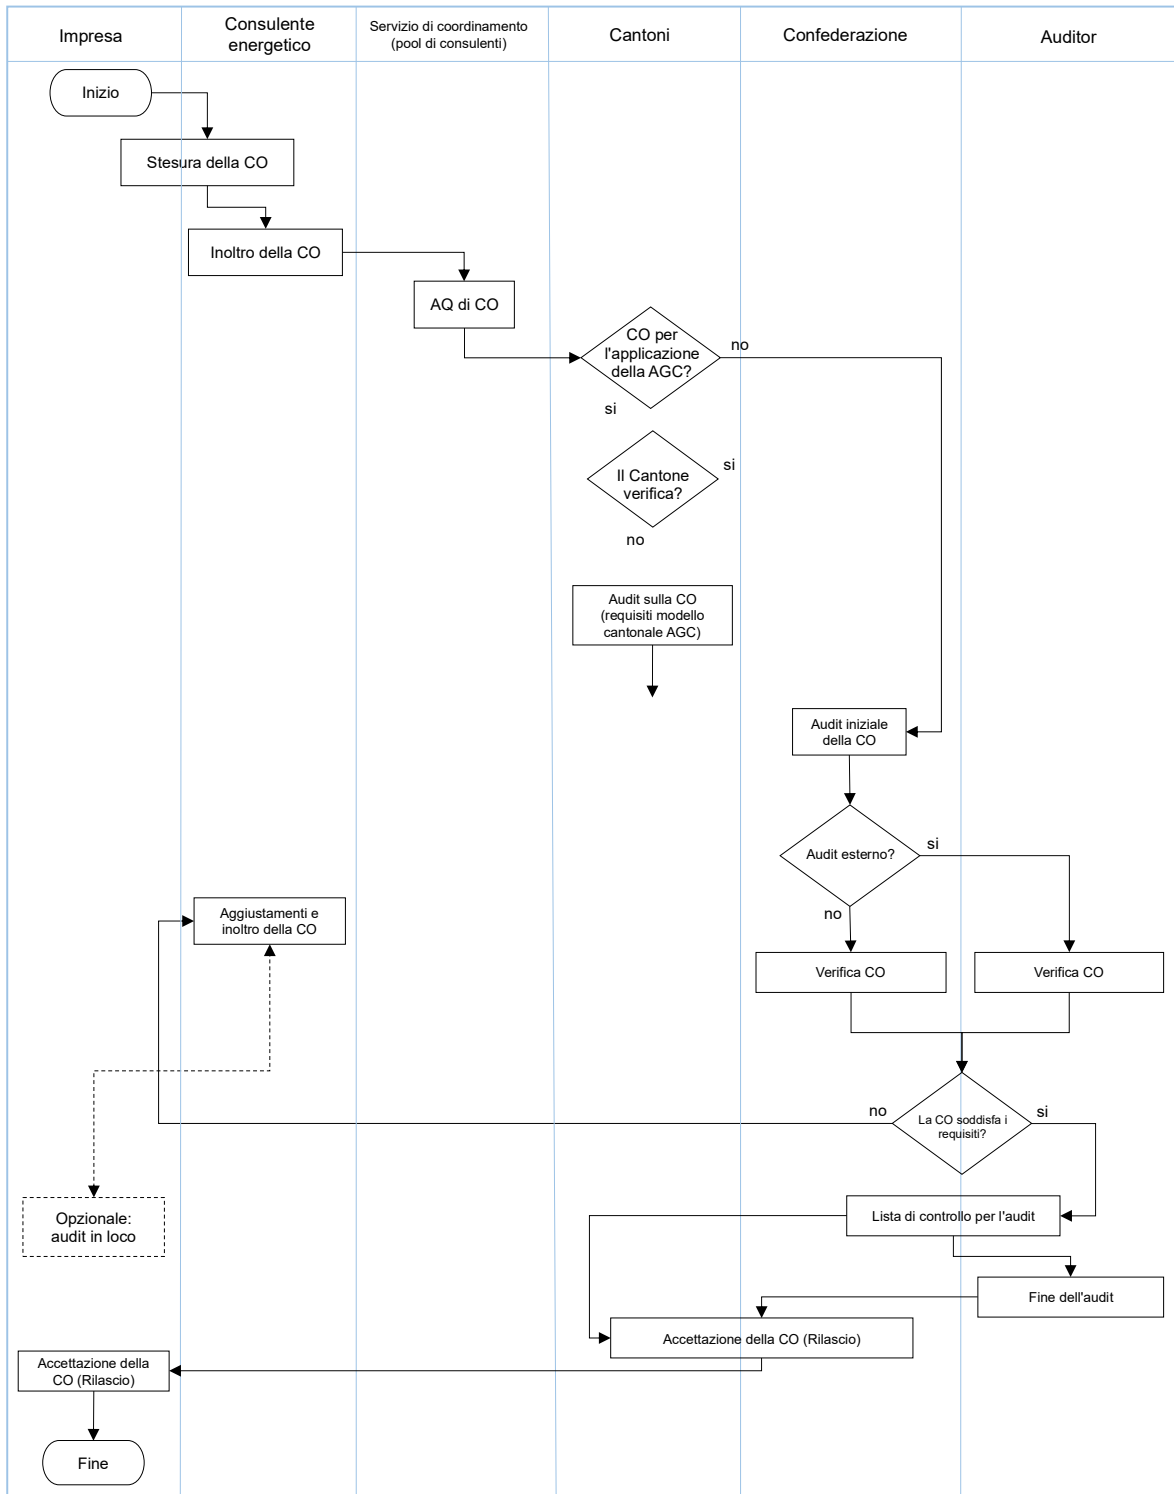 Impresa
Consulente
energetico
Servizio di coordinamento
(pool di consulenti)
Cantoni
Confederazione
Auditor
Inizio
Stesura della CO
Inoltro della CO
AQ di CO
CO per
l'applicazione
della AGC?
no
si
Il Cantone
verifica?
si
no
Audit sulla CO
(requisiti modello
cantonale AGC)
Audit iniziale
della CO
Audit esterno?
si
no
Aggiustamenti e
inoltro della CO
Verifica CO
Verifica CO
La CO soddisfa i
requisiti?
no
si
Opzionale:
audit in loco
Lista di controllo per l'audit
Fine dell'audit
Accettazione della CO (Rilascio)
Accettazione della
CO (Rilascio)
Fine